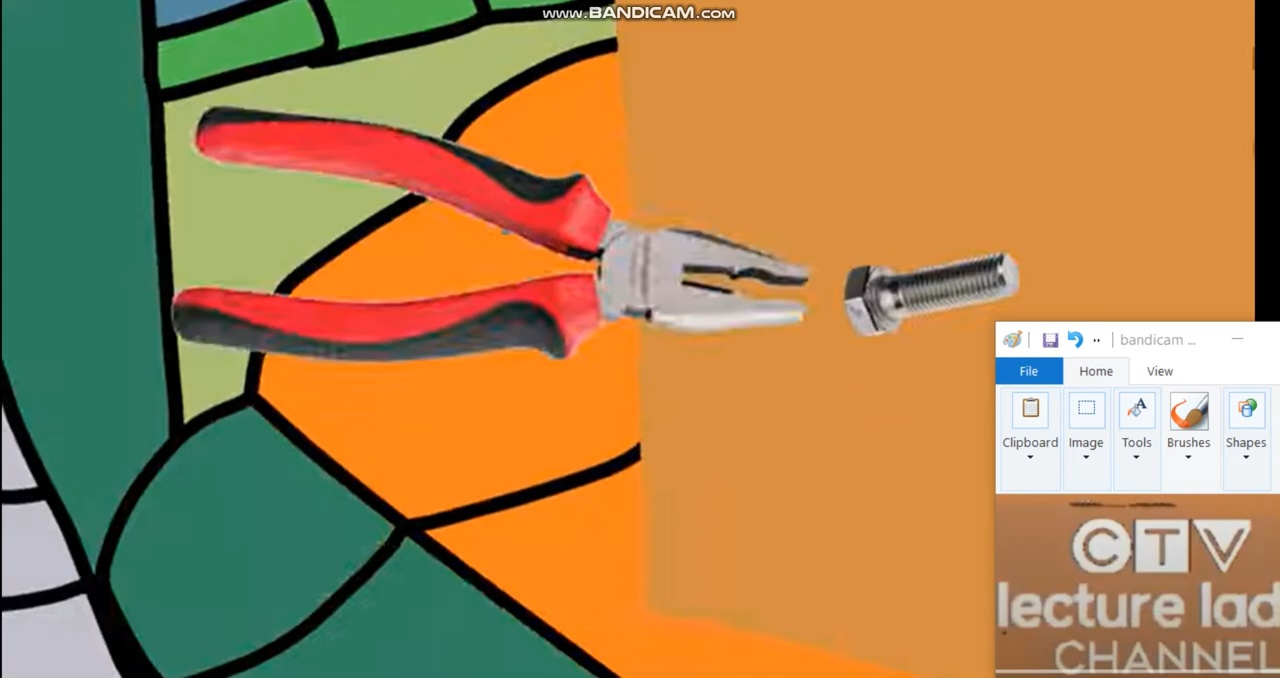 www.BANDICAM.com
bandicam ...
File Home View
Clipboard Image Tools Brushes Shapes
CTV
lecture lad
CHANNEL